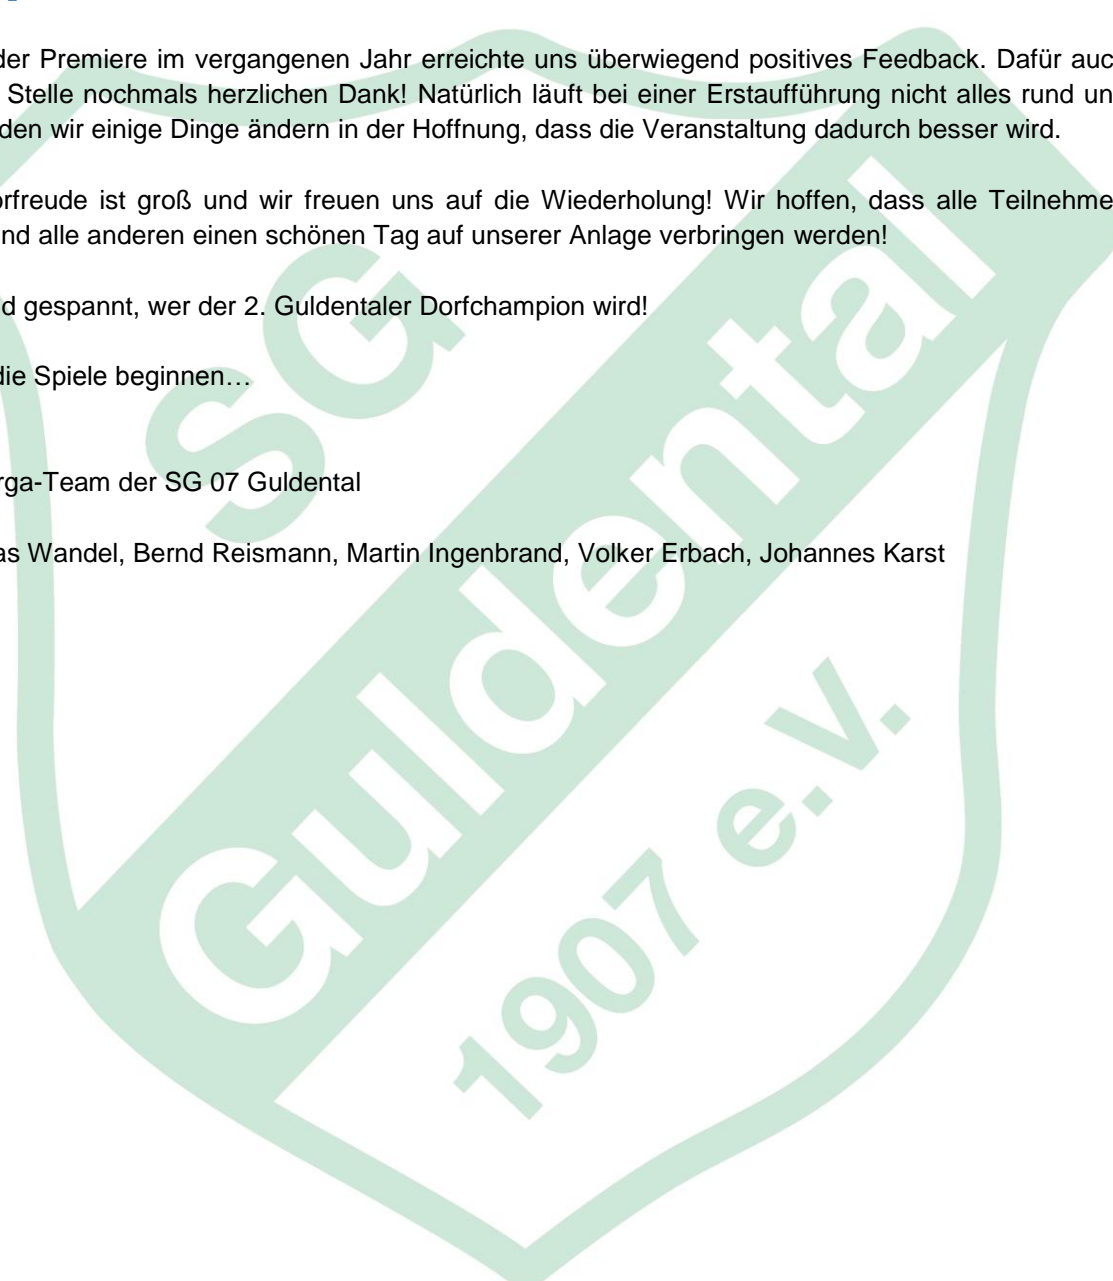 der Premiere im vergangenen Jahr erreichte uns überwiegend positives Feedback. Dafür auc
Stelle nochmals herzlichen Dank! Natürlich läuft bei einer Erstaufführung nicht alles rund un
den wir einige Dinge ändern in der Hoffnung, dass die Veranstaltung dadurch besser wird.
orfreude ist groß und wir freuen uns auf die Wiederholung! Wir hoffen, dass alle Teilnehme
nd alle anderen einen schönen Tag auf unserer Anlage verbringen werden!
d gespannt, wer der 2. Guldentaler Dorfchampion wird!
die Spiele beginnen…
rga-Team der SG 07 Guldental
as Wandel, Bernd Reismann, Martin Ingenbrand, Volker Erbach, Johannes Karst
SG
Guldental
1907 e.V.